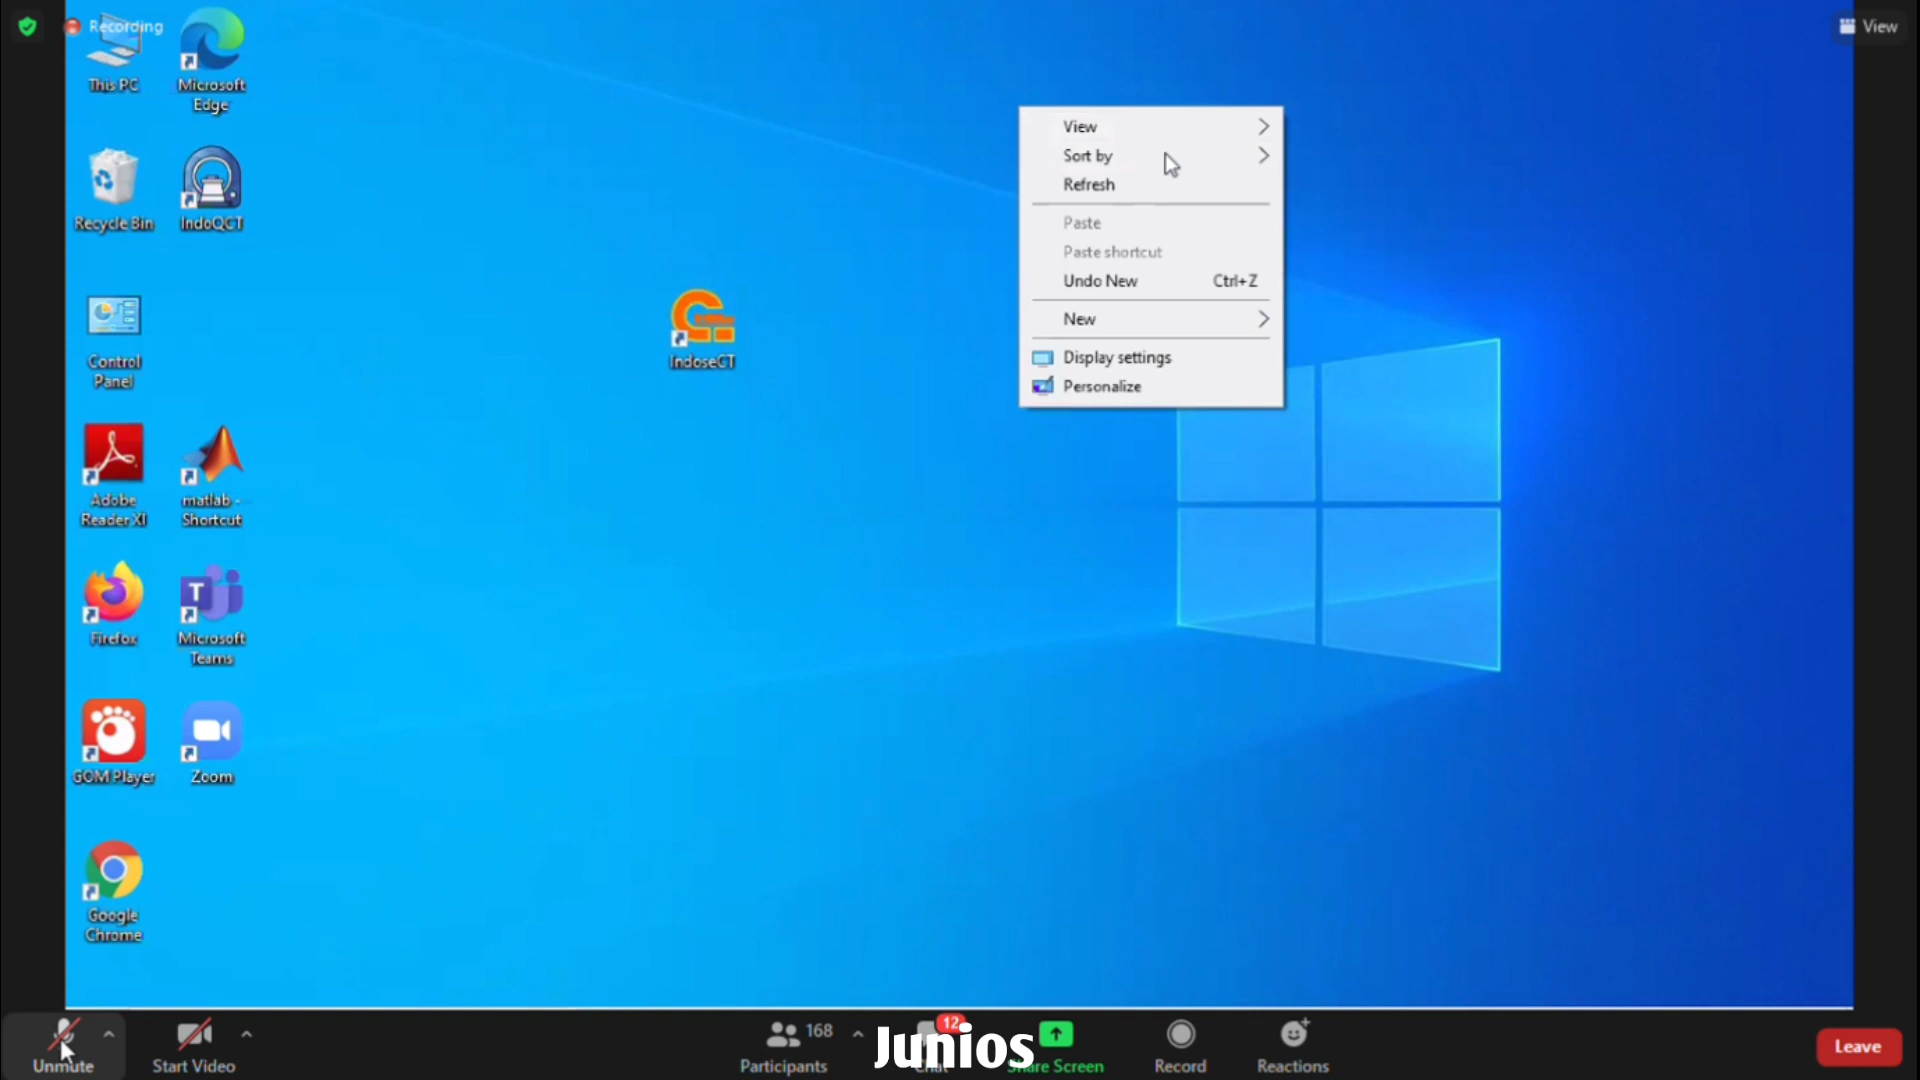 Recording
View
This PC
Microsoft
Edge
Recycle Bin
IndoQCT
Control
Panel
IndoseCT
Adobe
Reader XI
matlab -
Shortcut
Firefox
Microsoft
Teams
GOM Player
Zoom
Google
Chrome
View
Sort by
Refresh
Paste
Paste shortcut
Undo New Ctrl+Z
New
Display settings
Personalize
Unmute
Start Video
168
Participants
12
Chat
Share Screen
Record
Reactions
Leave
Junios